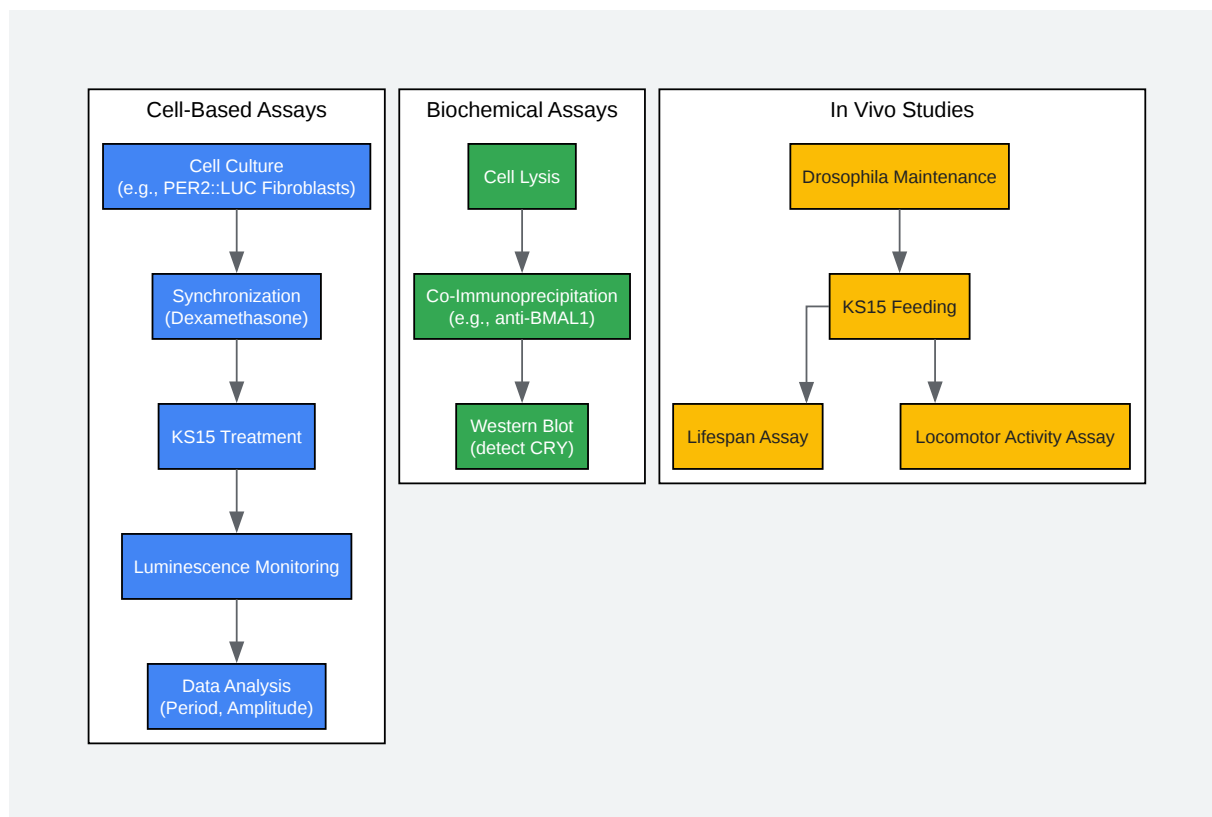 Cell-Based Assays
Cell Culture
(e.g., PER2::LUC Fibroblasts)
Synchronization
(Dexamethasone)
KS15 Treatment
Luminescence Monitoring
Data Analysis
(Period, Amplitude)
Biochemical Assays
Cell Lysis
Co-Immunoprecipitation
(e.g., anti-BMAL1)
Western Blot
(detect CRY)
In Vivo Studies
Drosophila Maintenance
KS15 Feeding
Lifespan Assay
Locomotor Activity Assay